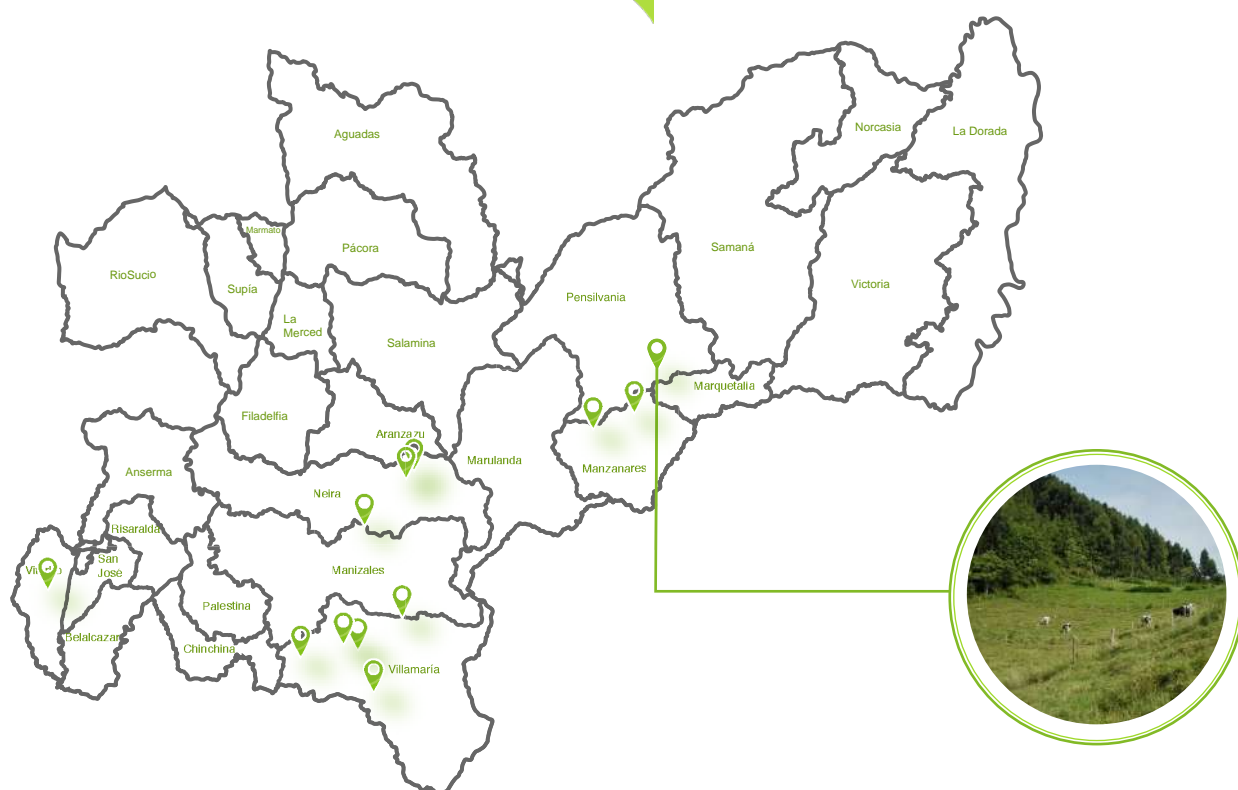 Aguadas
Norcasia
La Dorada
Marmato
Pácora
Samaná
RioSucio
Supía
Victoria
Pensilvania
La
Merced
Salamina
Marquetalia
Filadelfia
Aranzazu
Marulanda
Manzanares
Anserma
Neira
Risaralda
San
José
Manizales
Palestina
Belalcazar
Chinchina
Villamaría